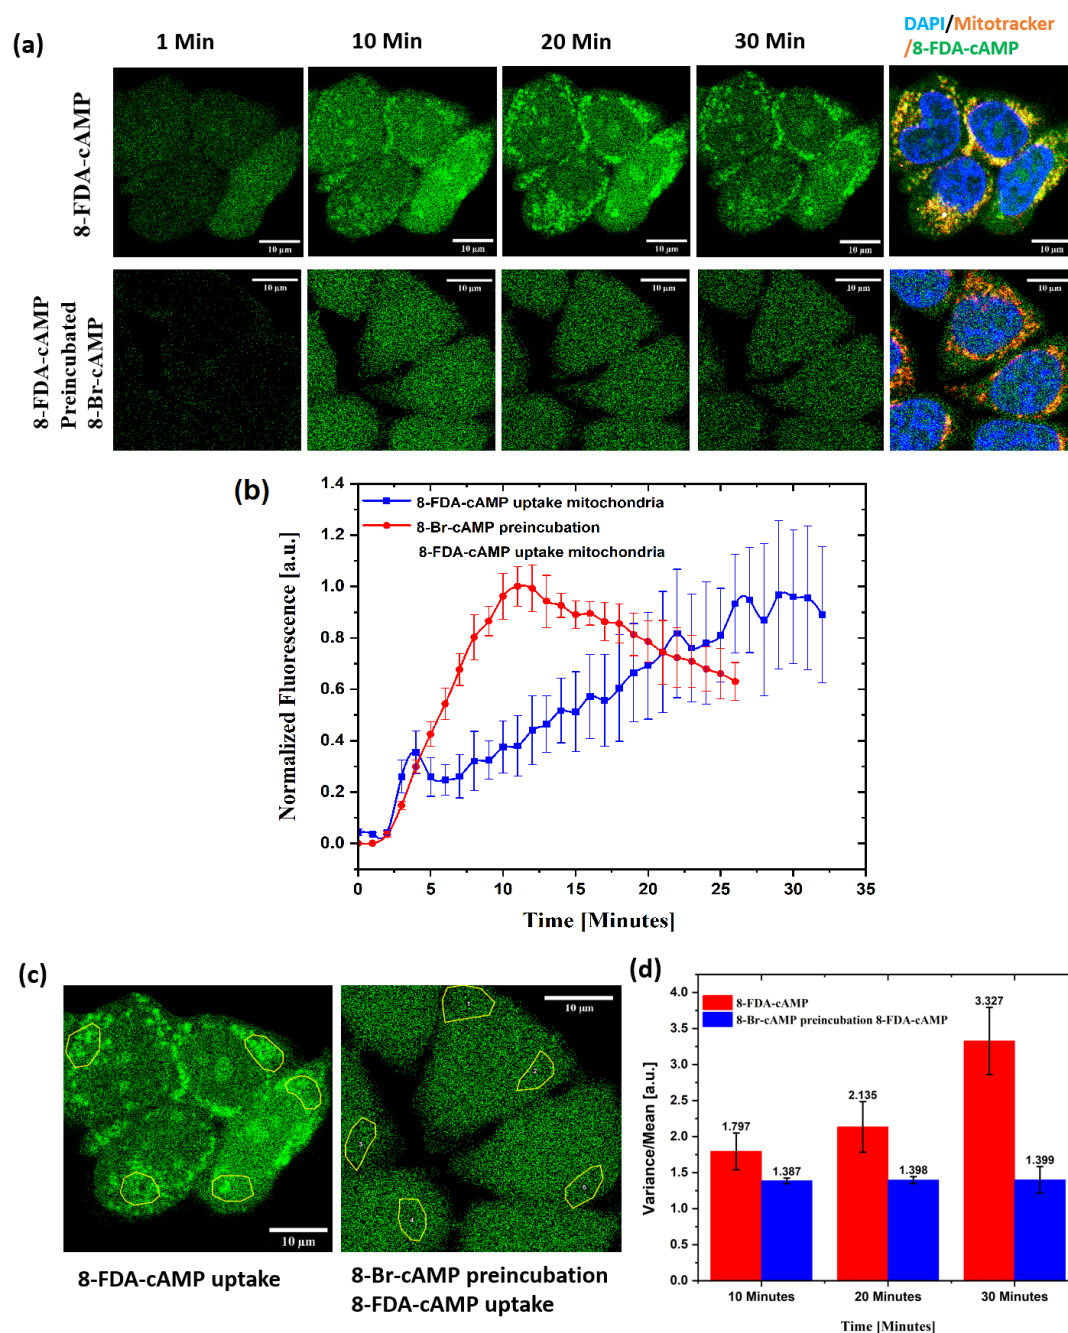 (a)
1 Min
10 Min
20 Min
30 Min
DAPI/Mitotracker
/8-FDA-cAMP
8-FDA-cAMP
10 µm
10 µm
10 µm
10 µm
8-FDA-cAMP
Preincubated
8-Br-cAMP
10 µm
10 µm
10 µm
10 µm
10 µm
(b)
8-FDA-cAMP uptake mitochondria
8-Br-cAMP preincubation
8-FDA-cAMP uptake mitochondria
Normalized Fluorescence [a.u.]
1.4
1.2
1.0
0.8
0.6
0.4
0.2
0.0
0
5
10
15
20
25
30
35
Time [Minutes]
(c)
10 µm
8-FDA-cAMP uptake
1
2
3
4
5
10 µm
8-Br-cAMP preincubation
8-FDA-cAMP uptake
(d)
8-FDA-cAMP
8-Br-cAMP preincubation 8-FDA-cAMP
Variance/Mean [a.u.]
4.0
3.5
3.0
2.5
2.0
1.5
1.0
0.5
0.0
1.797
1.387
2.135
1.398
3.327
1.399
10 Minutes
20 Minutes
30 Minutes
Time [Minutes]